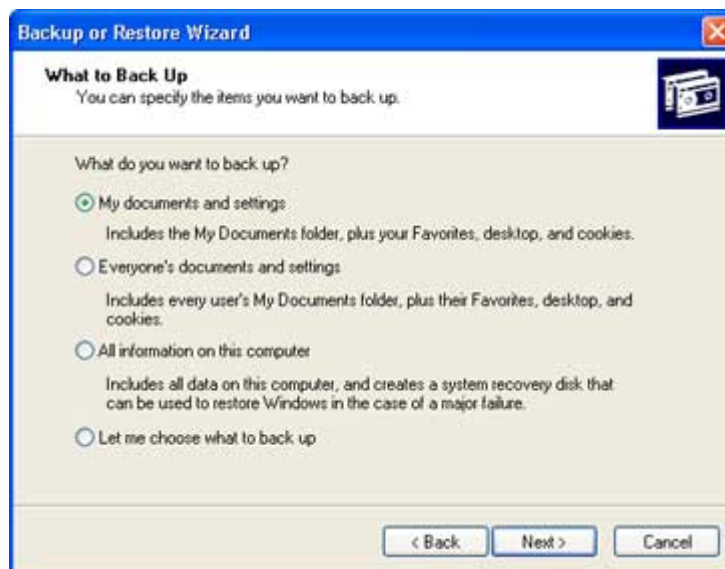 Backup or Restore Wizard
What to Back Up
You can specify the items you want to back up.
What do you want to back up?
My documents and settings
Includes the My Documents folder, plus your Favorites, desktop, and cookies.
Everyone's documents and settings
Includes every user's My Documents folder, plus their Favorites, desktop, and
cookies.
All information on this computer
Includes all data on this computer, and creates a system recovery disk that
can be used to restore Windows in the case of a major failure.
Let me choose what to back up
< Back Next > Cancel